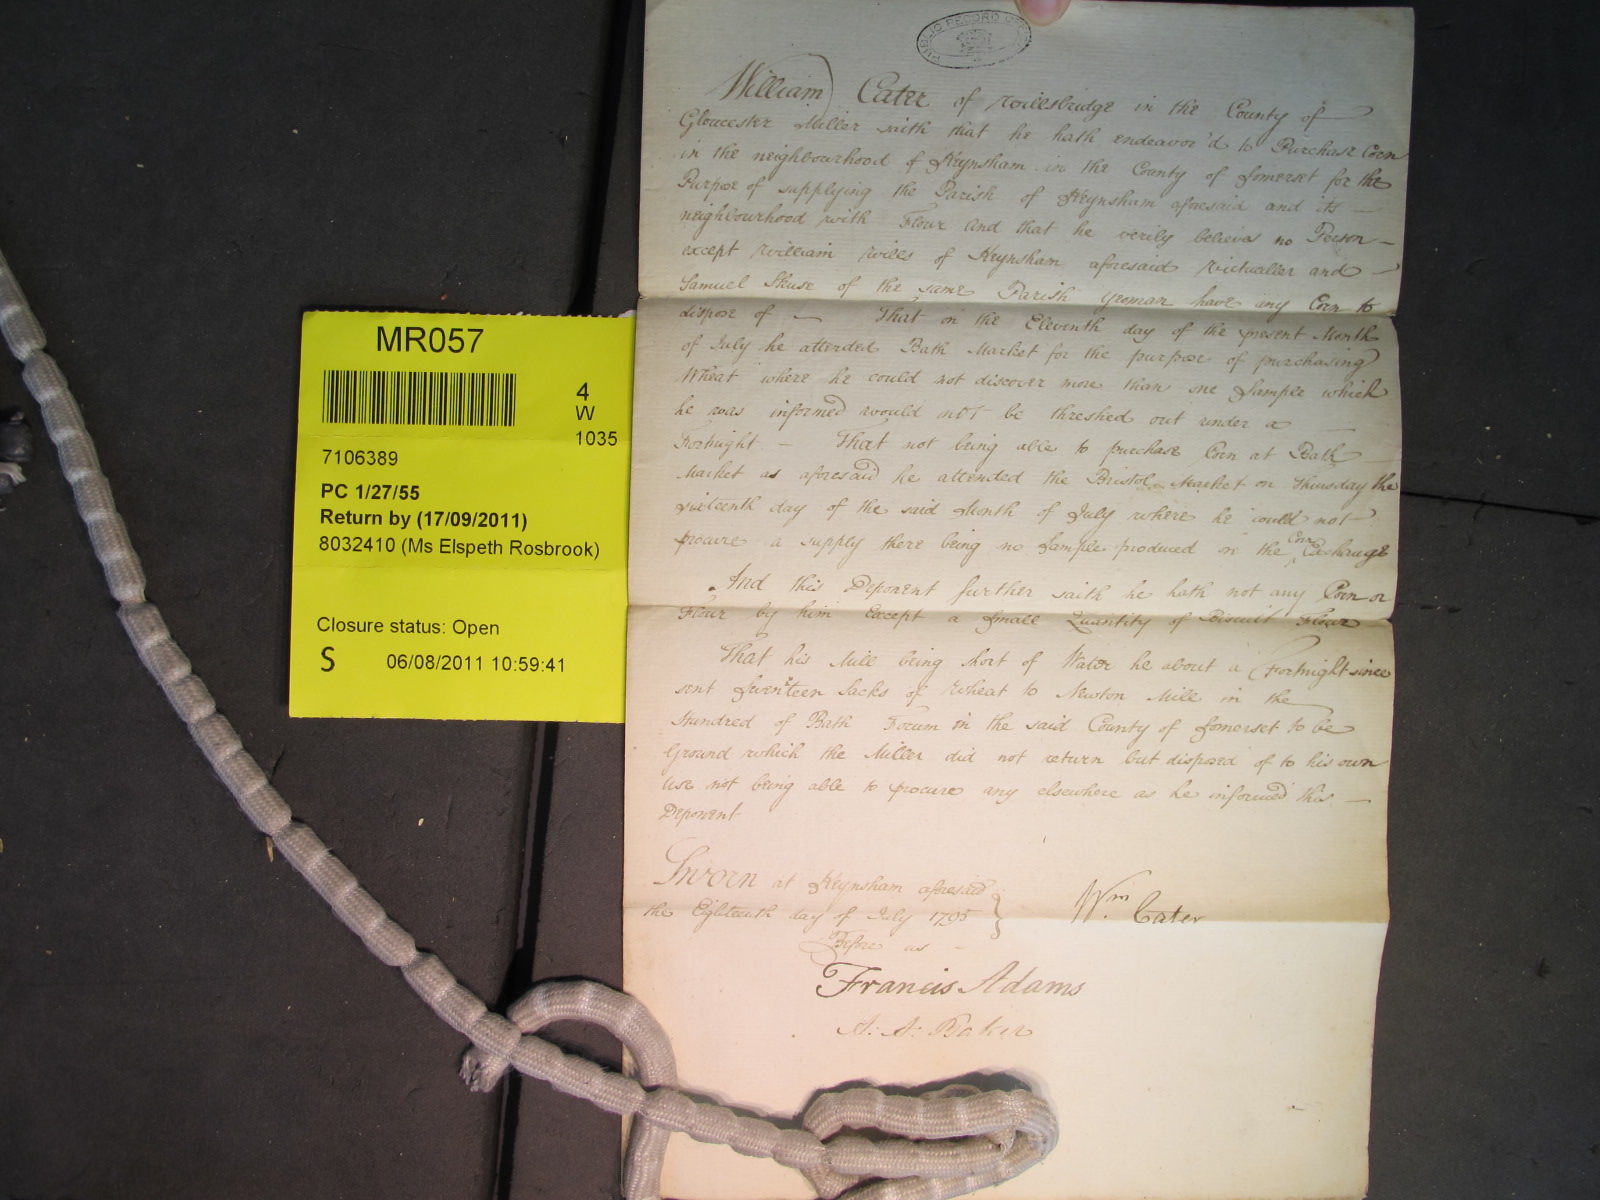 PUBLIC RECORD OFFICE
William Cater of Willsbridge in the County of
Gloucester Miller saith that he hath endeavor'd to Purchase Corn
in the neighbourhood of Keynsham in the County of Somerset for the
Purpose of supplying the Parish of Keynsham aforesaid and its
neighbourhood with Flour And that he verily believes no Person
except William Wills of Keynsham aforesaid Victualler and
Samuel Skuse of the same Parish Yeoman have any Corn to
dispose of — That on the Eleventh day of the present Month
of July he attended Bath Market for the purpose of purchasing
Wheat where he could not discover more than one Sample which
he was informed would not be threshed out under a
Fortnight — That not being able to purchase Corn at Bath
Market as aforesaid he attended the Bristol Market on Thursday the
sixteenth day of the said Month of July where he could not
procure a supply there being no Sample produced in the Corn Exchange
And this Deponent further saith he hath not any Corn or
Flour by him Except a Small Quantity of Biscuit Flour
That his Mill being short of Water he about a Fortnight since
sent Seventeen Sacks of Wheat to Newton Mill in the
Hundred of Bath Forum in the said County of Somerset to be
Ground which the Miller did not return but disposed of to his own
use not being able to procure any elsewhere as he informed this —
Deponent
Sworn at Keynsham aforesaid
the Eighteenth day of July 1795
Before us —
Wm Cater
Francis Adams
A: A: Baker
MR057
4
W
1035
7106389
PC 1/27/55
Return by (17/09/2011)
8032410 (Ms Elspeth Rosbrook)
Closure status: Open
S 06/08/2011 10:59:41